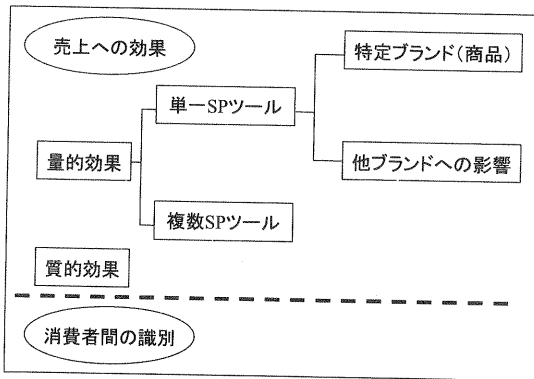 売上への効果
特定ブランド(商品)
単一SPツール
量的効果
他ブランドへの影響
複数SPツール
質的効果
消費者間の識別